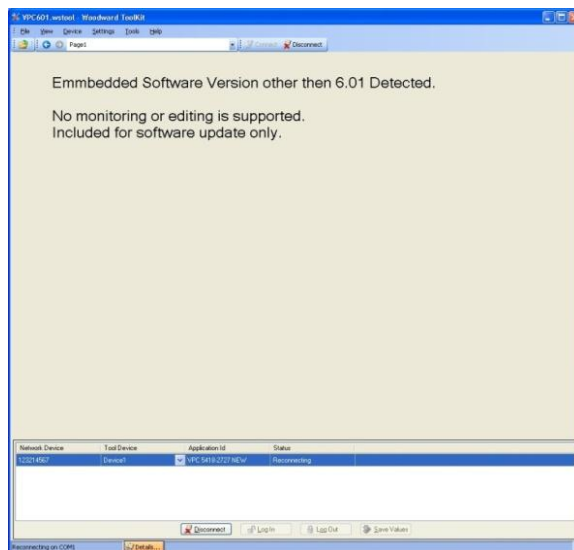 VPC601.wstool - Woodward ToolKit
File View Device Settings Tools Help
Page1 Connect Disconnect
Emmbedded Software Version other then 6.01 Detected.
No monitoring or editing is supported.
Included for software update only.
Network Device Tool Device Application Id Status
123214567 Device1 VPC 5418-2727 NEW Reconnecting
Disconnect Log In Log Out Save Values
Reconnecting on COM1 Details...